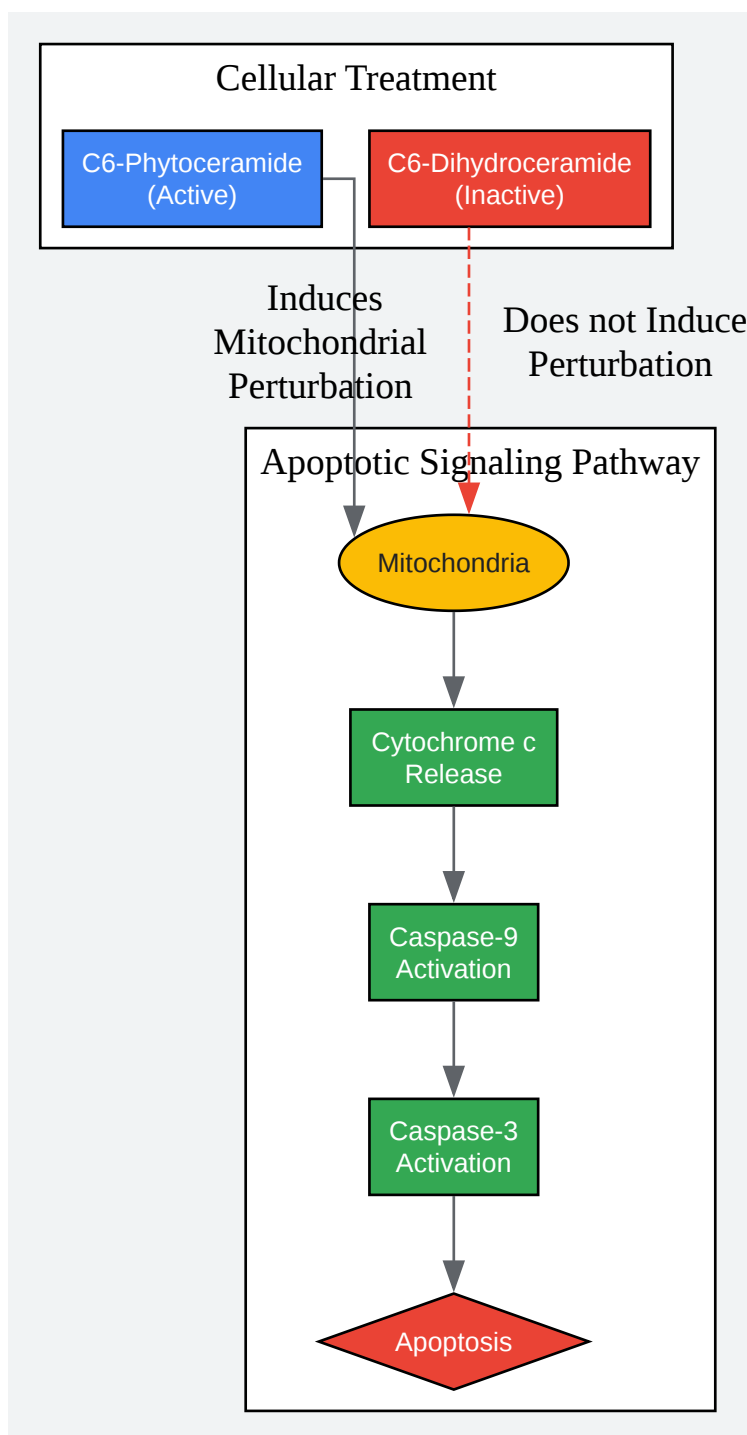 Cellular Treatment
C6-Phytoceramide
(Active)
C6-Dihydroceramide
(Inactive)
Induces
Mitochondrial
Perturbation
Does not Induce
Perturbation
Apoptotic Signaling Pathway
Mitochondria
Cytochrome c
Release
Caspase-9
Activation
Caspase-3
Activation
Apoptosis